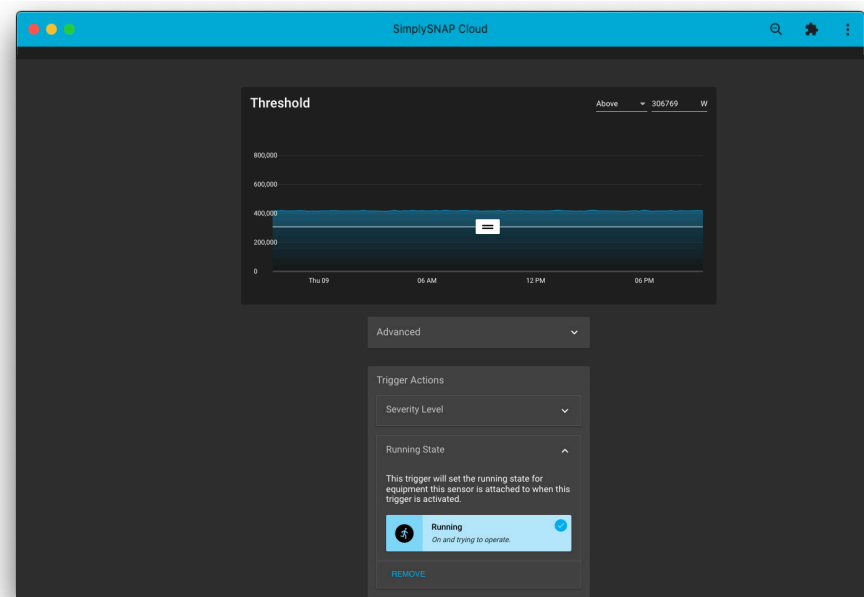 SimplySNAP Cloud
Threshold
Above 306769 W
800,000
600,000
400,000
200,000
0
Thu 09 06 AM 12 PM 06 PM
Advanced
Trigger Actions
Severity Level
Running State
This trigger will set the running state for
equipment this sensor is attached to when this
trigger is activated.
Running
On and trying to operate.
REMOVE